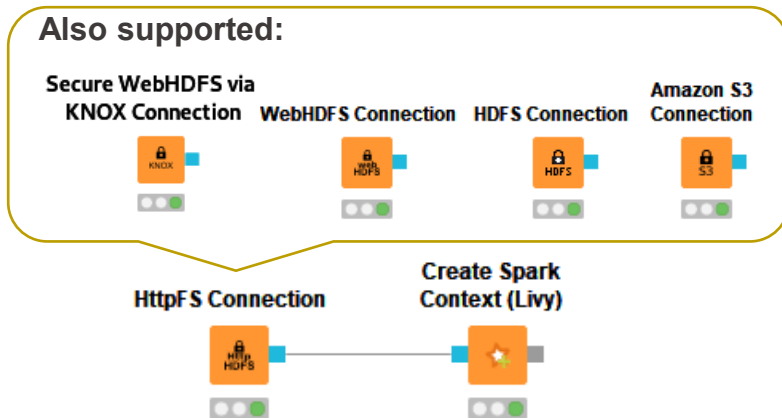 Also supported:
Secure WebHDFS via
KNOX Connection
WebHDFS Connection
HDFS Connection
Amazon S3
Connection
KNOX
web
HDFS
HDFS
S3
HttpFS Connection
Create Spark
Context (Livy)
Http
HDFS